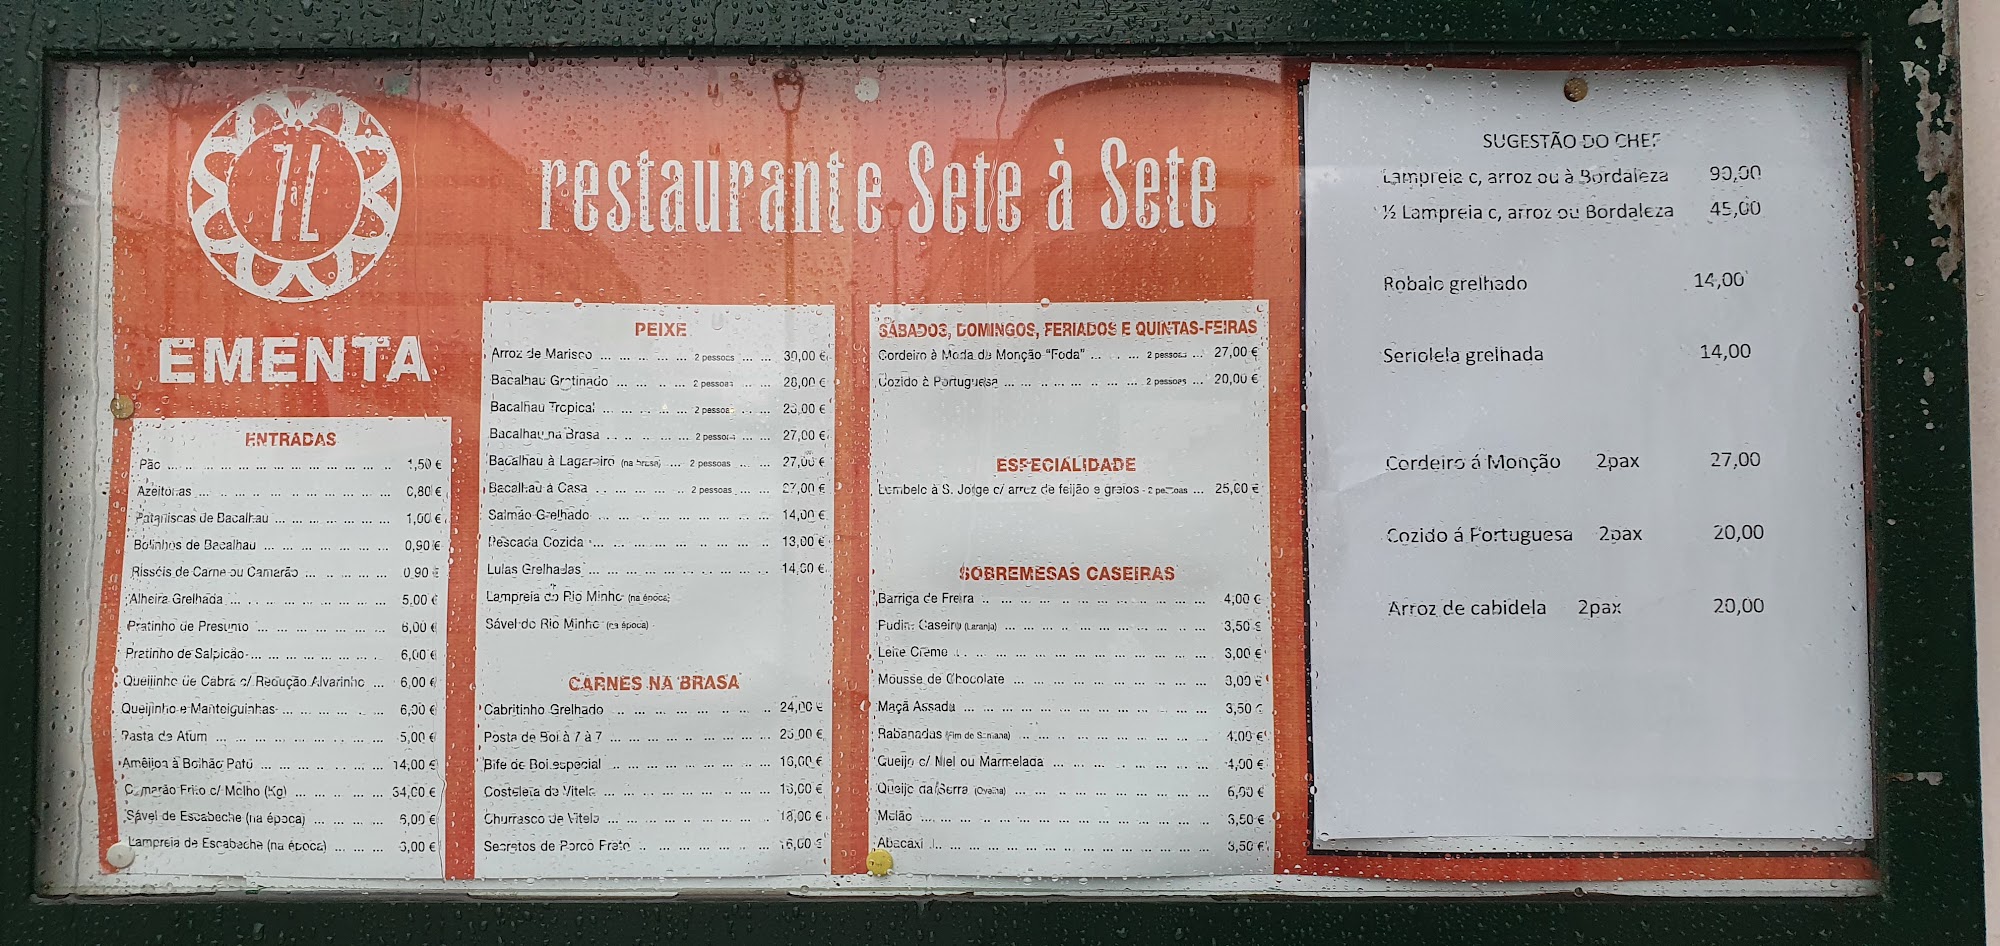 restaurante Sete à Sete
EMENTA
ENTRADAS
Pão ... 1,50 €
Azeitonas ... 0,80 €
Pataniscas de Bacalhau ... 1,00 €
Bolinhos de Bacalhau ... 0,90 €
Rissóis de Carne ou Camarão ... 0,90 €
Alheira Grelhada ... 5,00 €
Pratinho de Presunto ... 6,00 €
Pratinho de Salpicão ... 6,00 €
Queijinho de Cabra c/ Redução Alvarinho ... 6,00 €
Queijinho e Manteiguinhas ... 6,00 €
Pasta de Atum ... 5,00 €
Amêijoa à Bolhão Pato ... 14,00 €
Camarão Frito c/ Molho (Kg) ... 34,00 €
Sável de Escabeche (na época) ...
Lampreia de Escabeche (na época) ...
PEIXE
Arroz de Marisco ... 2 pessoas ... 30,00 €
Bacalhau Gratinado ... 2 pessoas ... 28,00 €
Bacalhau Tropical ... 2 pessoas ...
Bacalhau na Brasa ... 2 pessoas ... 27,00 €
Bacalhau à Lagareiro (na brasa) ... 2 pessoas ... 27,00 €
Bacalhau à Casa ... 2 pessoas ... 27,00 €
Salmão Grelhado ... 14,00 €
Pescada Cozida ... 13,00 €
Lulas Grelhadas ... 14,00 €
Lampreia do Rio Minho (na época)
Sável do Rio Minho (na época)
CARNES NA BRASA
Cabritinho Grelhado ... 24,00 €
Posta de Boi à 7 à 7 ...
Bife de Boi especial ... 16,00 €
Costeleta de Vitela ...
Churrasco de Vitela ... 18,00 €
Secretos de Porco Preto ... 16,00 €
SÁBADOS, DOMINGOS, FERIADOS E QUINTAS-FEIRAS
Cordeiro à Moda de Monção "Foda" ... 2 pessoas ... 27,00 €
Cozido à Portuguesa ... 2 pessoas ... 20,00 €
ESPECIALIDADE
Lombelo à S. Jorge c/ arroz de feijão e grelos - 2 pessoas ... 25,00 €
SOBREMESAS CASEIRAS
Barriga de Freira ... 4,00 €
Pudim Caseiro (Laranja) ... 3,50 €
Leite Creme ... 3,00 €
Mousse de Chocolate ... 3,00 €
Maçã Assada ... 3,50 €
Rabanadas (Fim de Semana) ... 4,00 €
Queijo c/ Mel ou Marmelada ... 4,00 €
Queijo da Serra (Ovelha) ... 6,00 €
Melão ... 3,50 €
Abacaxi ... 3,50 €
SUGESTÃO DO CHEF
Lampreia c, arroz ou à Bordaleza 90,00
½ Lampreia c, arroz ou Bordaleza 45,00
Robalo grelhado 14,00
Seriolela grelhada 14,00
Cordeiro á Monção 2pax 27,00
Cozido á Portuguesa 2pax 20,00
Arroz de cabidela 2pax 20,00